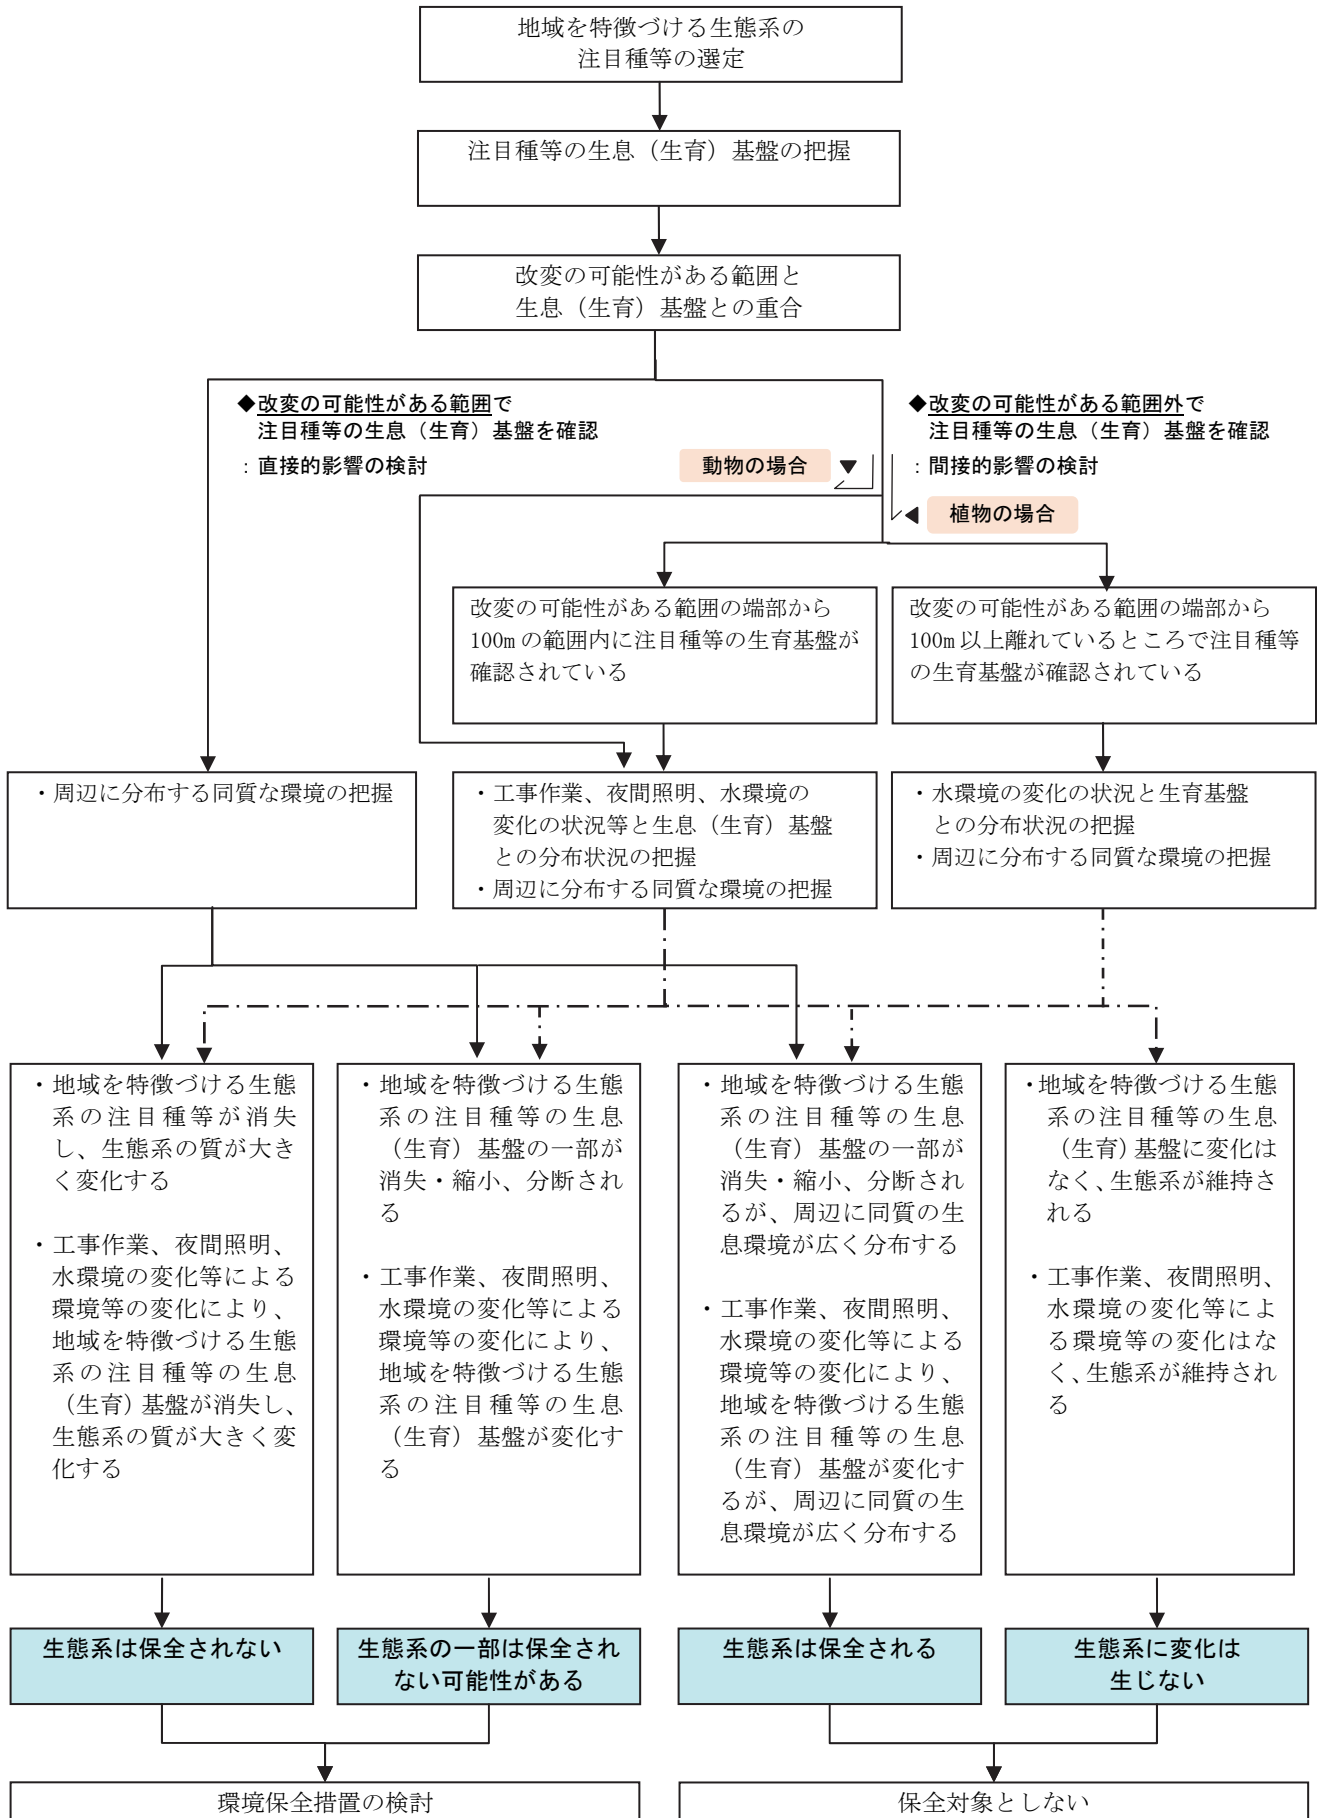 地域を特徴づける生態系の
注目種等の選定
注目種等の生息（生育）基盤の把握
改変の可能性がある範囲と
生息（生育）基盤との重合
◆改変の可能性がある範囲で
注目種等の生息（生育）基盤を確認
：直接的影響の検討
◆改変の可能性がある範囲外で
注目種等の生息（生育）基盤を確認
：間接的影響の検討
動物の場合
植物の場合
改変の可能性がある範囲の端部から
100mの範囲内に注目種等の生育基盤が
確認されている
改変の可能性がある範囲の端部から
100m以上離れているところで注目種等
の生育基盤が確認されている
・周辺に分布する同質な環境の把握
・工事作業、夜間照明、水環境の
変化の状況等と生息（生育）基盤
との分布状況の把握
・周辺に分布する同質な環境の把握
・水環境の変化の状況と生育基盤
との分布状況の把握
・周辺に分布する同質な環境の把握
・地域を特徴づける生態
系の注目種等が消失
し、生態系の質が大き
く変化する
・工事作業、夜間照明、
水環境の変化等による
環境等の変化により、
地域を特徴づける生態
系の注目種等の生息
（生育）基盤が消失し、
生態系の質が大きく変
化する
・地域を特徴づける生態
系の注目種等の生息
（生育）基盤の一部が
消失・縮小、分断され
る
・工事作業、夜間照明、
水環境の変化等による
環境等の変化により、
地域を特徴づける生態
系の注目種等の生息
（生育）基盤が変化す
る
・地域を特徴づける生態
系の注目種等の生息
（生育）基盤の一部が
消失・縮小、分断され
るが、周辺に同質の生
息環境が広く分布する
・工事作業、夜間照明、
水環境の変化等による
環境等の変化により、
地域を特徴づける生態
系の注目種等の生息
（生育）基盤が変化す
るが、周辺に同質の生
息環境が広く分布する
・地域を特徴づける生態
系の注目種等の生息
（生育）基盤に変化は
なく、生態系が維持さ
れる
・工事作業、夜間照明、
水環境の変化等によ
る環境等の変化はな
く、生態系が維持され
る
生態系は保全されない
生態系の一部は保全され
ない可能性がある
生態系は保全される
生態系に変化は
生じない
環境保全措置の検討
保全対象としない